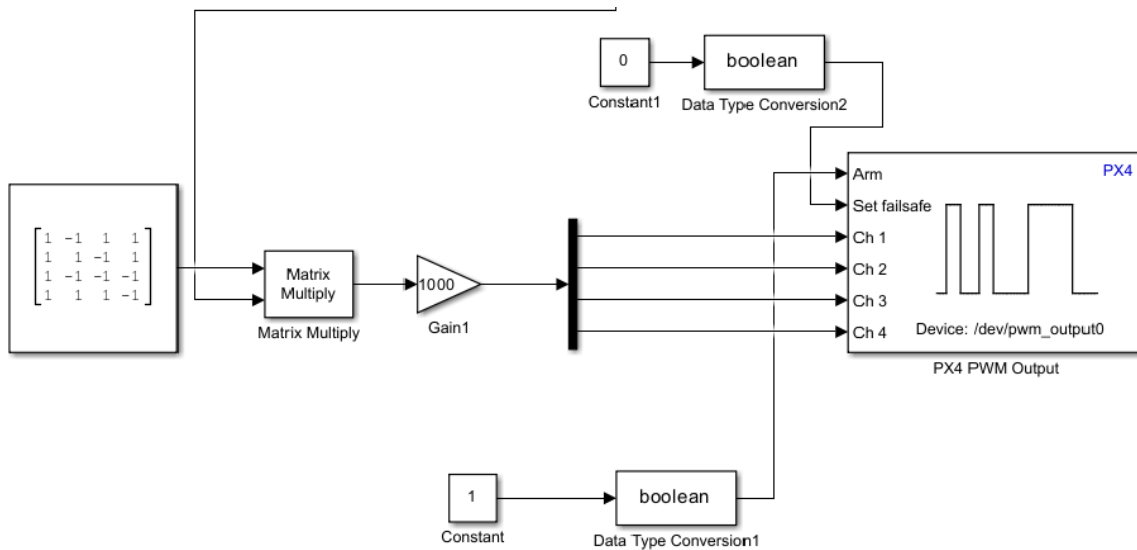 0
Constant1
boolean
Data Type Conversion2
PX4
Arm
Set failsafe
Ch 1
Ch 2
Ch 3
Ch 4
Device: /dev/pwm_output0
PX4 PWM Output
1 -1 1 1
1 1 -1 1
1 -1 -1 -1
1 1 1 -1
Matrix
Multiply
Matrix Multiply
1000
Gain1
1
Constant
boolean
Data Type Conversion1